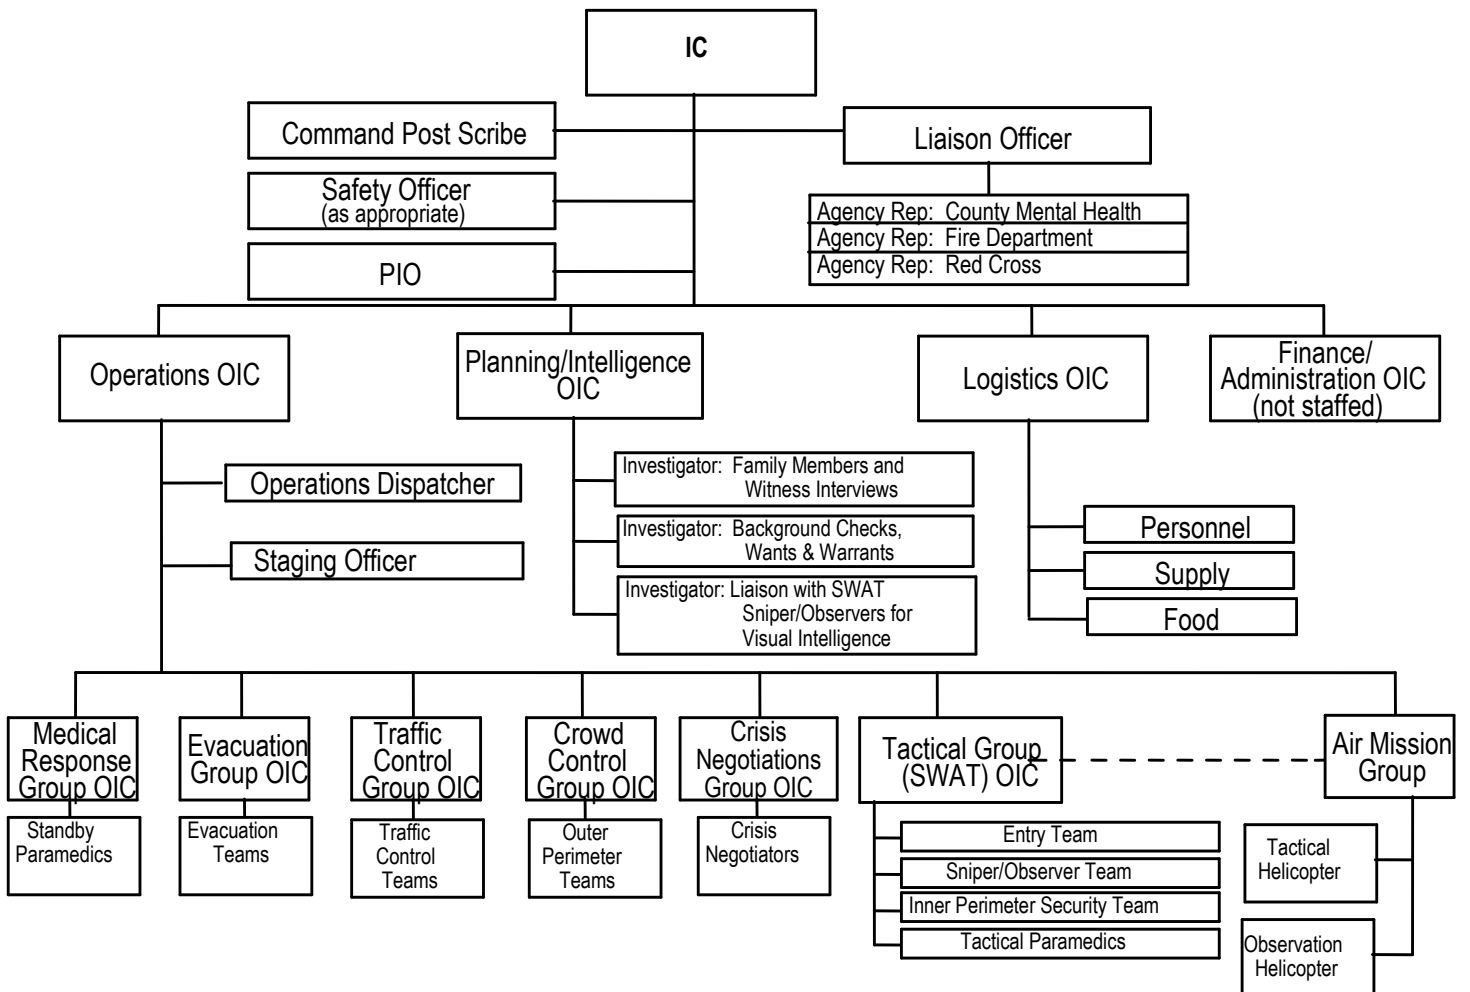 IC
Command Post Scribe
Liaison Officer
Safety Officer
(as appropriate)
Agency Rep: County Mental Health
Agency Rep: Fire Department
Agency Rep: Red Cross
PIO
Operations OIC
Planning/Intelligence
OIC
Logistics OIC
Finance/
Administration OIC
(not staffed)
Operations Dispatcher
Staging Officer
Investigator: Family Members and
Witness Interviews
Investigator: Background Checks,
Wants & Warrants
Investigator: Liaison with SWAT
Sniper/Observers for
Visual Intelligence
Personnel
Supply
Food
Medical
Response
Group OIC
Standby
Paramedics
Evacuation
Group OIC
Evacuation
Teams
Traffic
Control
Group OIC
Traffic
Control
Teams
Crowd
Control
Group OIC
Outer
Perimeter
Teams
Crisis
Negotiations
Group OIC
Crisis
Negotiators
Tactical Group
(SWAT) OIC
Entry Team
Sniper/Observer Team
Inner Perimeter Security Team
Tactical Paramedics
Air Mission
Group
Tactical
Helicopter
Observation
Helicopter